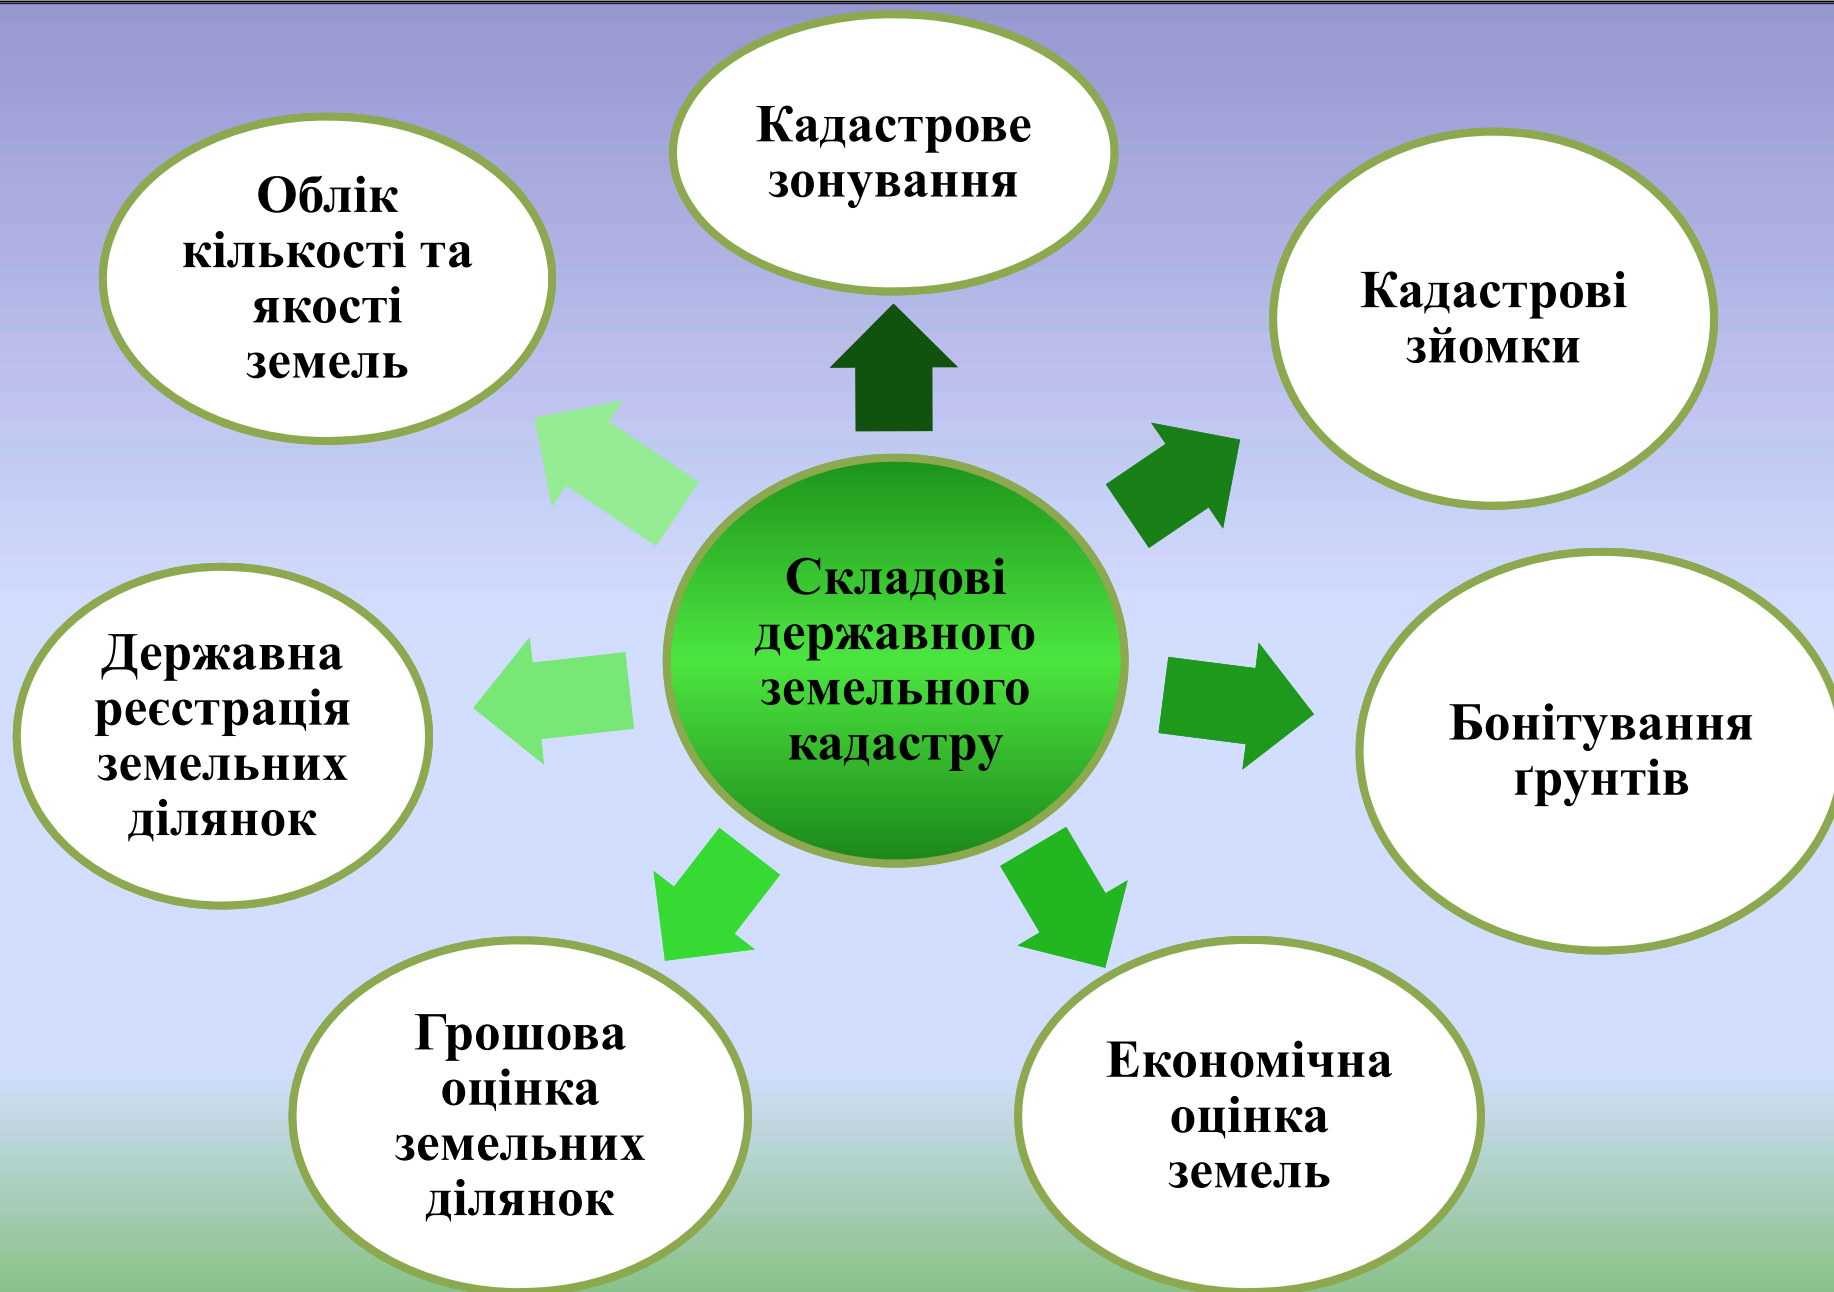 Кадастрове
зонування
Облік
кількості та
якості
земель
Кадастрові
зйомки
Складові
державного
земельного
кадастру
Державна
реєстрація
земельних
ділянок
Бонітування
ґрунтів
Грошова
оцінка
земельних
ділянок
Економічна
оцінка
земель